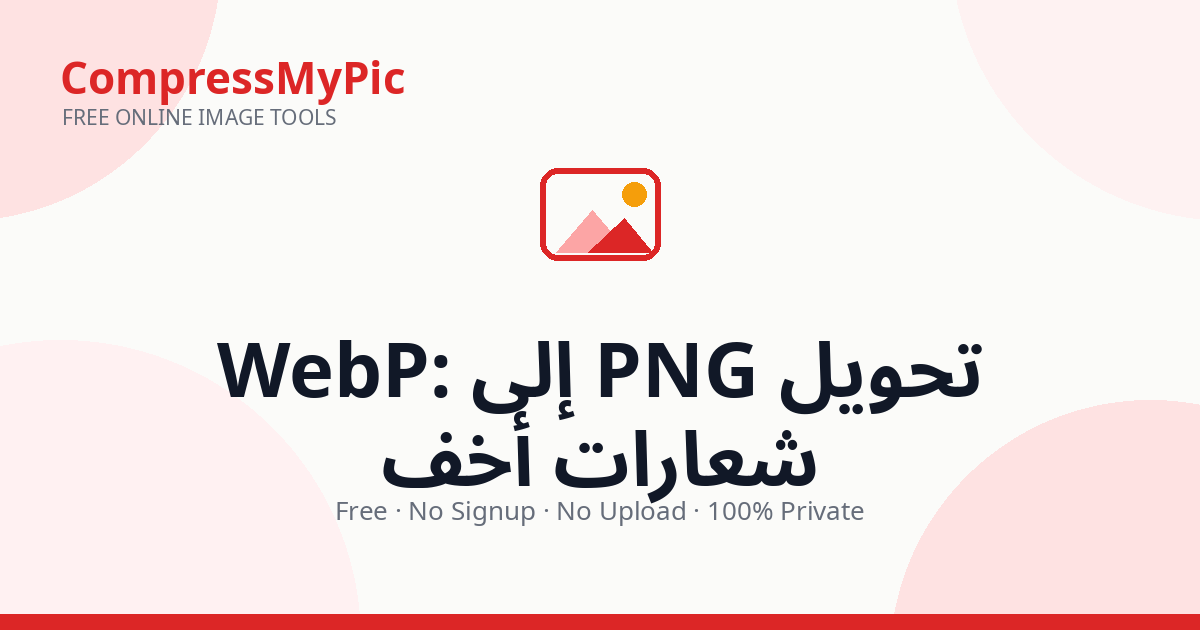 CompressMyPic
FREE ONLINE IMAGE TOOLS
تحويل PNG إلى WebP:
شعارات أخف
Free · No Signup · No Upload · 100% Private